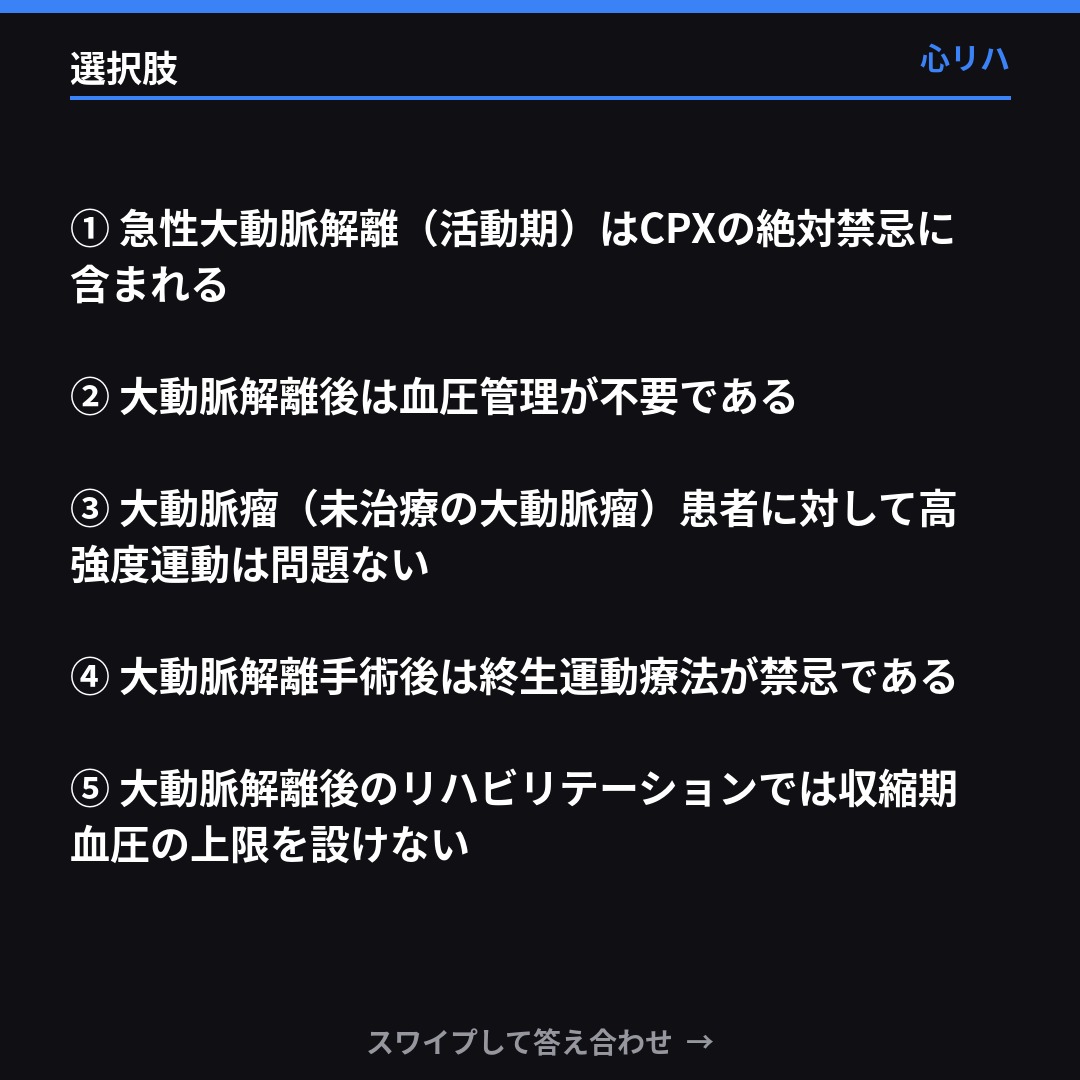 選択肢
心リハ
① 急性大動脈解離（活動期）はCPXの絶対禁忌に
含まれる
② 大動脈解離後は血圧管理が不要である
③ 大動脈瘤（未治療の大動脈瘤）患者に対して高
強度運動は問題ない
④ 大動脈解離手術後は終生運動療法が禁忌である
⑤ 大動脈解離後のリハビリテーションでは収縮期
血圧の上限を設けない
スワイプして答え合わせ →